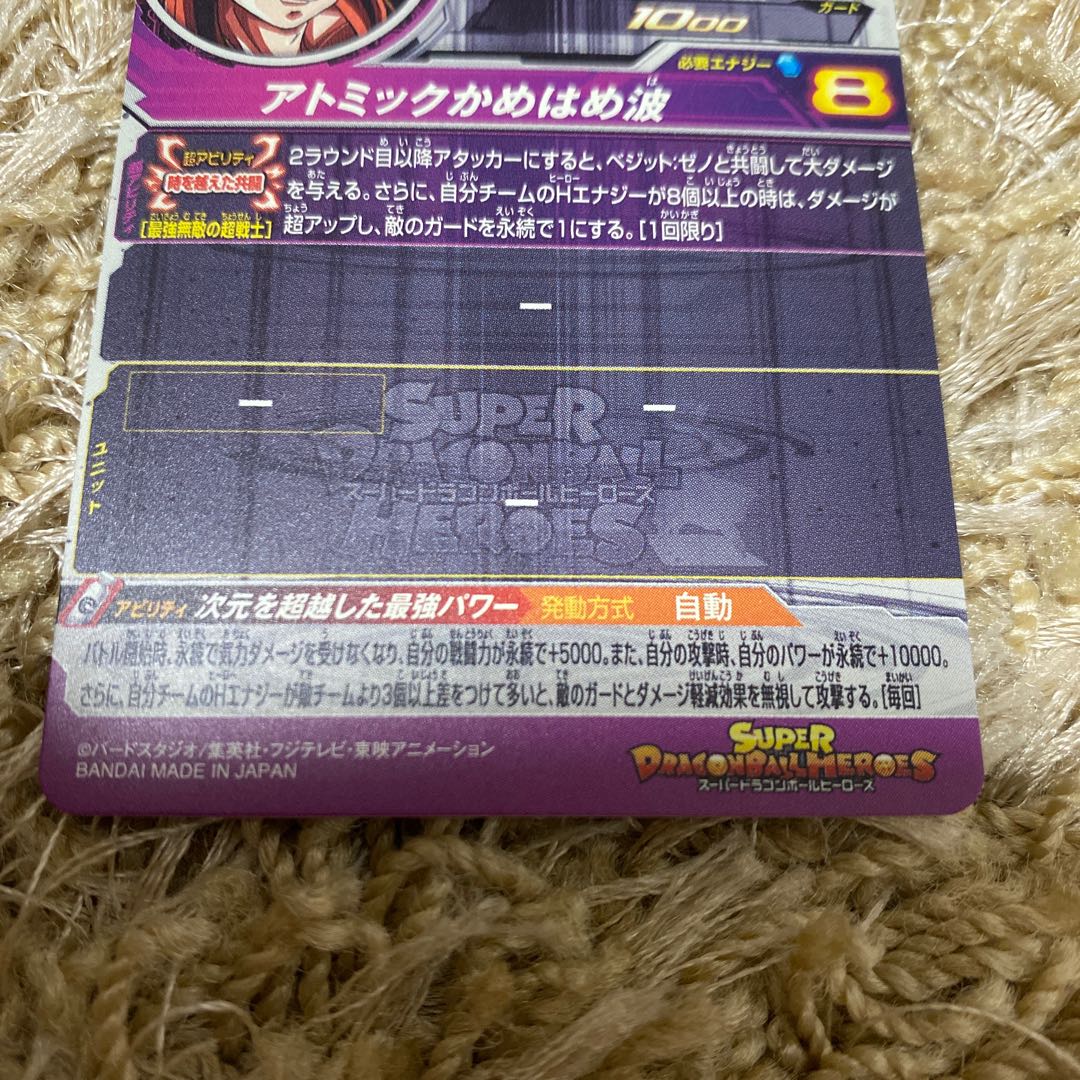 ガード
1000
必要エナジー
8
アトミックかめはめ波
超アビリティ
時を越えた共闘
[最強無敵の超戦士]
2ラウンド目以降アタッカーにすると、ベジット:ゼノと共闘して大ダメージ
を与える。さらに、自分チームのHエナジーが8個以上の時は、ダメージが
超アップし、敵のガードを永続で1にする。[1回限り]
ー
ー
ー
ー
ユニット
SUPER
DRAGONBALL
スーパードラゴンボールヒーローズ
HEROES
アビリティ 次元を超越した最強パワー 発動方式 自動
バトル開始時、永続で気力ダメージを受けなくなり、自分の戦闘力が永続で+5000。また、自分の攻撃時、自分のパワーが永続で+10000。
さらに、自分チームのHエナジーが敵チームより3個以上差をつけて多いと、敵のガードとダメージ軽減効果を無視して攻撃する。[毎回]
©バードスタジオ/集英社・フジテレビ・東映アニメーション
BANDAI MADE IN JAPAN
SUPER
DRAGONBALL HEROES
スーパードラゴンボールヒーローズ